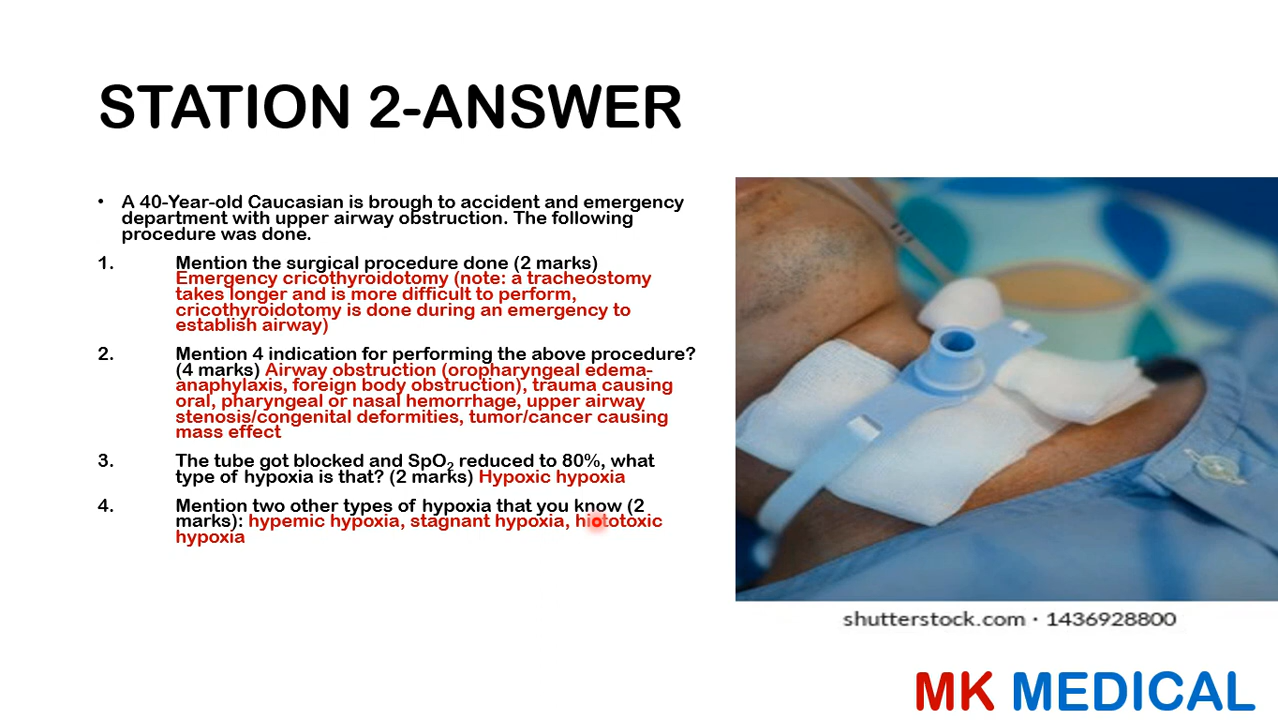 STATION 2-ANSWER
• A 40-Year-old Caucasian is brough to accident and emergency
department with upper airway obstruction. The following
procedure was done.
1. Mention the surgical procedure done (2 marks)
Emergency cricothyroidotomy (note: a tracheostomy
takes longer and is more difficult to perform,
cricothyroidotomy is done during an emergency to
establish airway)
2. Mention 4 indication for performing the above procedure?
(4 marks) Airway obstruction (oropharyngeal edema-
anaphylaxis, foreign body obstruction), trauma causing
oral, pharyngeal or nasal hemorrhage, upper airway
stenosis/congenital deformities, tumor/cancer causing
mass effect
3. The tube got blocked and SpO₂ reduced to 80%, what
type of hypoxia is that? (2 marks) Hypoxic hypoxia
4. Mention two other types of hypoxia that you know (2
marks): hypemic hypoxia, stagnant hypoxia, histotoxic
hypoxia
shutterstock.com · 1436928800
MK MEDICAL